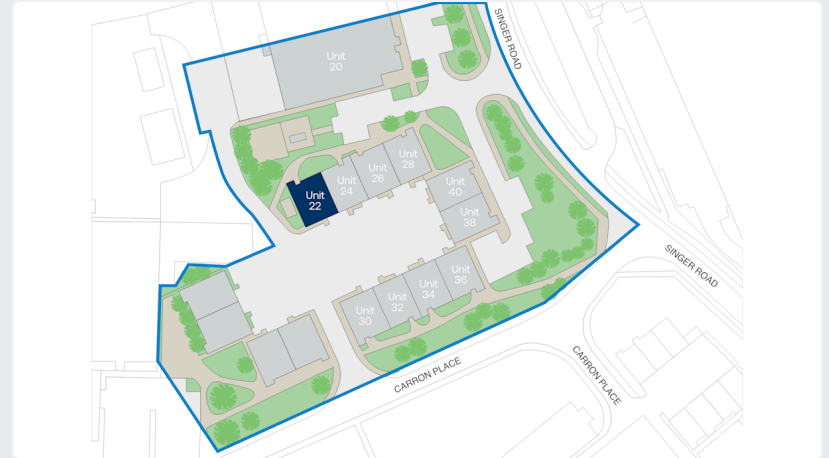 SINGER ROAD
Unit
20
Unit
28
Unit
26
Unit
24
Unit
22
Unit
40
Unit
38
Unit
36
Unit
34
Unit
32
Unit
30
SINGER ROAD
CARRON PLACE
CARRON PLACE